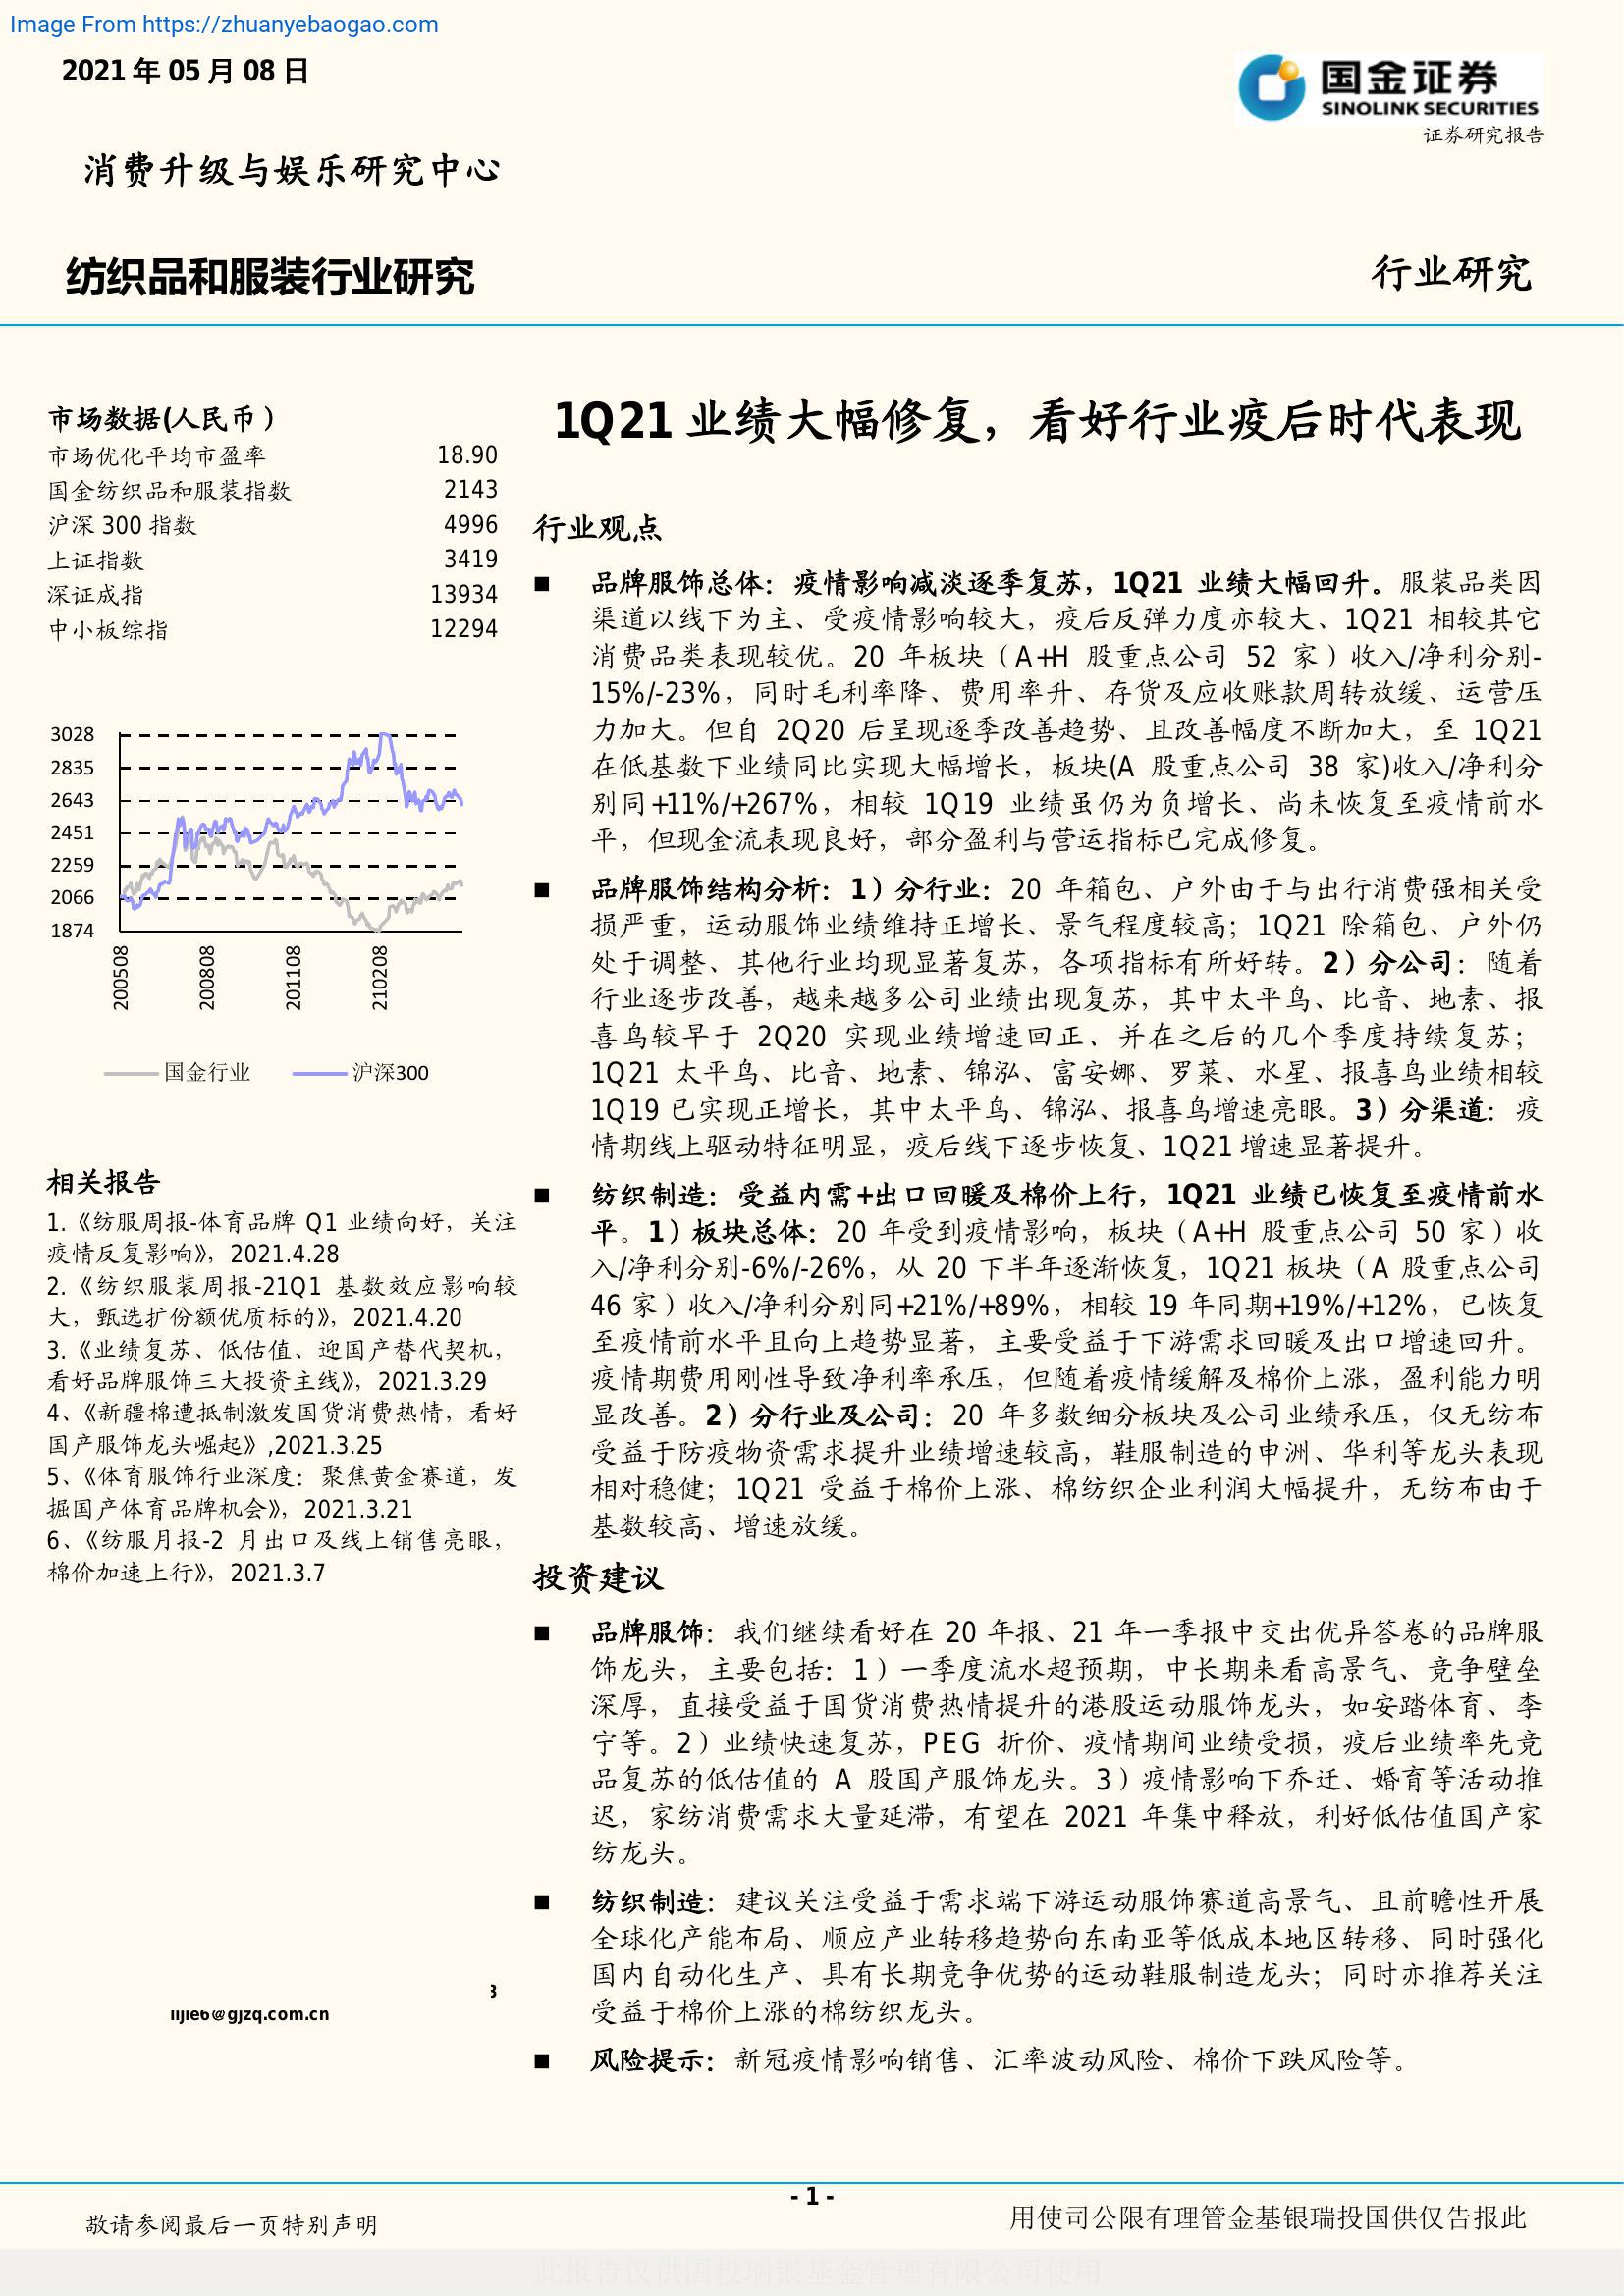 Image From https://zhuanyebaogao.com
2021 年 05 月 08 日
国金证券
SINOLINK SECURITIES
证券研究报告
消费升级与娱乐研究中心
纺织品和服装行业研究
行业研究
市场数据(人民币）
市场优化平均市盈率 18.90
国金纺织品和服装指数 2143
沪深 300 指数 4996
上证指数 3419
深证成指 13934
中小板综指 12294
3028
2835
2643
2451
2259
2066
1874
200508
200808
201108
210208
国金行业 沪深300
相关报告
1.《纺服周报-体育品牌 Q1 业绩向好，关注
疫情反复影响》，2021.4.28
2.《纺织服装周报-21Q1 基数效应影响较
大，甄选扩份额优质标的》，2021.4.20
3.《业绩复苏、低估值、迎国产替代契机，
看好品牌服饰三大投资主线》，2021.3.29
4、《新疆棉遭抵制激发国货消费热情，看好
国产服饰龙头崛起》,2021.3.25
5、《体育服饰行业深度：聚焦黄金赛道，发
掘国产体育品牌机会》，2021.3.21
6、《纺服月报-2 月出口及线上销售亮眼，
棉价加速上行》，2021.3.7
@gjzq.com.cn
1Q21 业绩大幅修复，看好行业疫后时代表现
行业观点
■ 品牌服饰总体：疫情影响减淡逐季复苏，1Q21 业绩大幅回升。服装品类因
渠道以线下为主、受疫情影响较大，疫后反弹力度亦较大、1Q21 相较其它
消费品类表现较优。20 年板块（A+H 股重点公司 52 家）收入/净利分别-
15%/-23%，同时毛利率降、费用率升、存货及应收账款周转放缓、运营压
力加大。但自 2Q20 后呈现逐季改善趋势、且改善幅度不断加大，至 1Q21
在低基数下业绩同比实现大幅增长，板块(A 股重点公司 38 家)收入/净利分
别同+11%/+267%，相较 1Q19 业绩虽仍为负增长、尚未恢复至疫情前水
平，但现金流表现良好，部分盈利与营运指标已完成修复。
■ 品牌服饰结构分析：1）分行业：20 年箱包、户外由于与出行消费强相关受
损严重，运动服饰业绩维持正增长、景气程度较高；1Q21 除箱包、户外仍
处于调整、其他行业均现显著复苏，各项指标有所好转。2）分公司：随着
行业逐步改善，越来越多公司业绩出现复苏，其中太平鸟、比音、地素、报
喜鸟较早于 2Q20 实现业绩增速回正、并在之后的几个季度持续复苏；
1Q21 太平鸟、比音、地素、锦泓、富安娜、罗莱、水星、报喜鸟业绩相较
1Q19 已实现正增长，其中太平鸟、锦泓、报喜鸟增速亮眼。3）分渠道：疫
情期线上驱动特征明显，疫后线下逐步恢复、1Q21 增速显著提升。
■ 纺织制造：受益内需+出口回暖及棉价上行，1Q21 业绩已恢复至疫情前水
平。1）板块总体：20 年受到疫情影响，板块（A+H 股重点公司 50 家）收
入/净利分别-6%/-26%，从 20 下半年逐渐恢复，1Q21 板块（A 股重点公司
46 家）收入/净利分别同+21%/+89%，相较 19 年同期+19%/+12%，已恢复
至疫情前水平且向上趋势显著，主要受益于下游需求回暖及出口增速回升。
疫情期费用刚性导致净利率承压，但随着疫情缓解及棉价上涨，盈利能力明
显改善。2）分行业及公司：20 年多数细分板块及公司业绩承压，仅无纺布
受益于防疫物资需求提升业绩增速较高，鞋服制造的申洲、华利等龙头表现
相对稳健；1Q21 受益于棉价上涨、棉纺织企业利润大幅提升，无纺布由于
基数较高、增速放缓。
投资建议
■ 品牌服饰：我们继续看好在 20 年报、21 年一季报中交出优异答卷的品牌服
饰龙头，主要包括：1）一季度流水超预期，中长期来看高景气、竞争壁垒
深厚，直接受益于国货消费热情提升的港股运动服饰龙头，如安踏体育、李
宁等。2）业绩快速复苏，PEG 折价、疫情期间业绩受损，疫后业绩率先竞
品复苏的低估值的 A 股国产服饰龙头。3）疫情影响下乔迁、婚育等活动推
迟，家纺消费需求大量延滞，有望在 2021 年集中释放，利好低估值国产家
纺龙头。
■ 纺织制造：建议关注受益于需求端下游运动服饰赛道高景气、且前瞻性开展
全球化产能布局、顺应产业转移趋势向东南亚等低成本地区转移、同时强化
国内自动化生产、具有长期竞争优势的运动鞋服制造龙头；同时亦推荐关注
受益于棉价上涨的棉纺织龙头。
■ 风险提示：新冠疫情影响销售、汇率波动风险、棉价下跌风险等。
- 1 -
敬请参阅最后一页特别声明
用使司公限有理管金基银瑞投国供仅告报此
此报告仅供国投瑞银基金管理有限公司使用